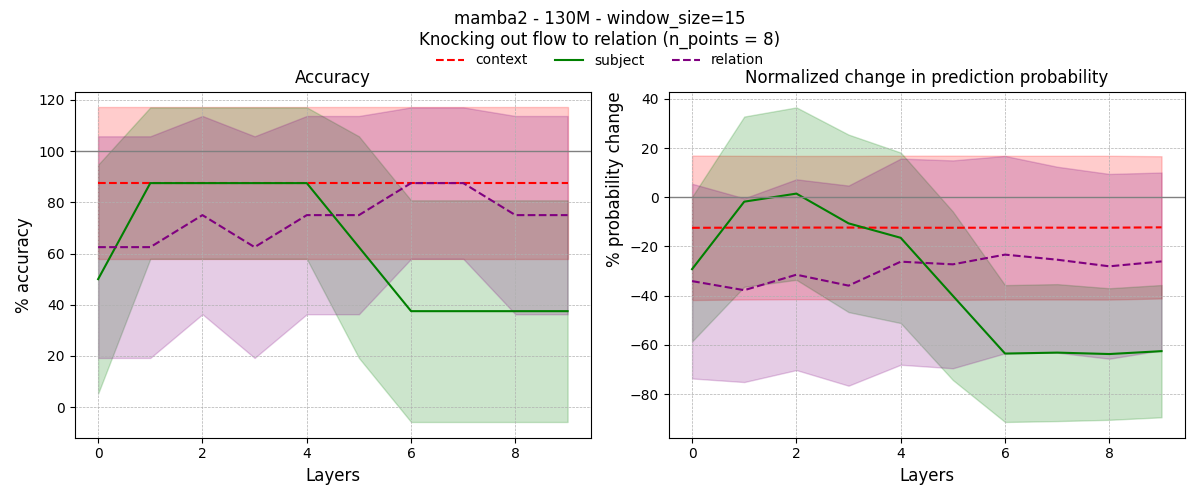 mamba2 - 130M - window_size=15
Knocking out flow to relation (n_points = 8)
context subject relation
Accuracy
% accuracy
120
100
80
60
40
20
0
0 2 4 6 8
Layers
Normalized change in prediction probability
% probability change
40
20
0
−20
−40
−60
−80
0 2 4 6 8
Layers